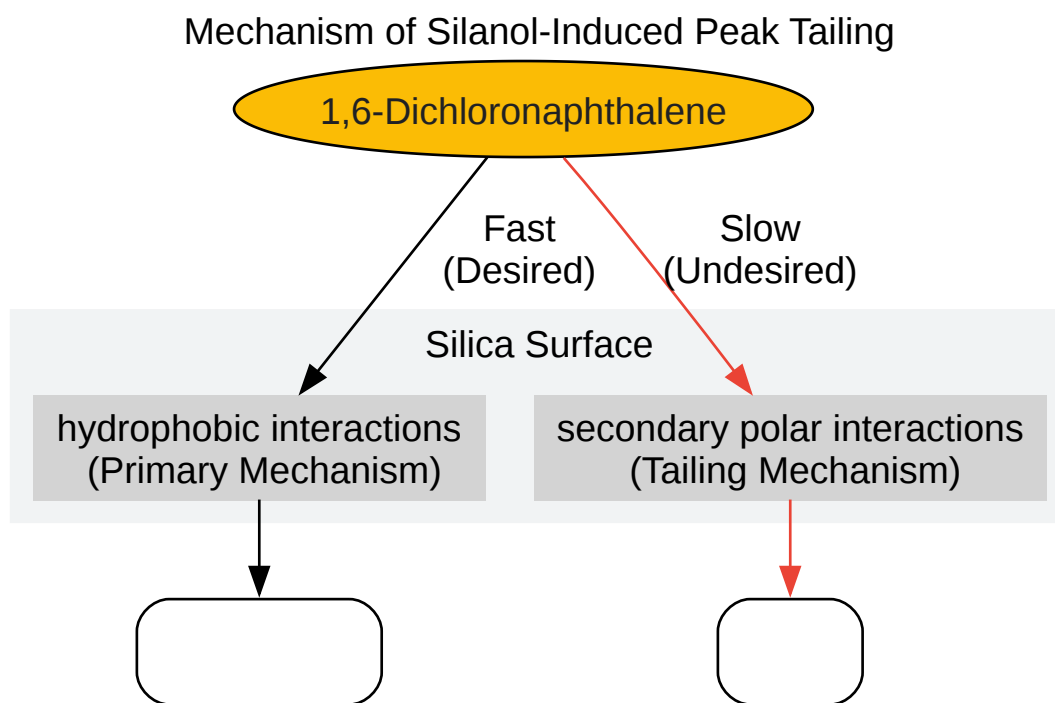 Mechanism of Silanol-Induced Peak Tailing
1,6-Dichloronaphthalene
Fast
(Desired)
Slow
(Undesired)
Silica Surface
hydrophobic interactions
(Primary Mechanism)
secondary polar interactions
(Tailing Mechanism)